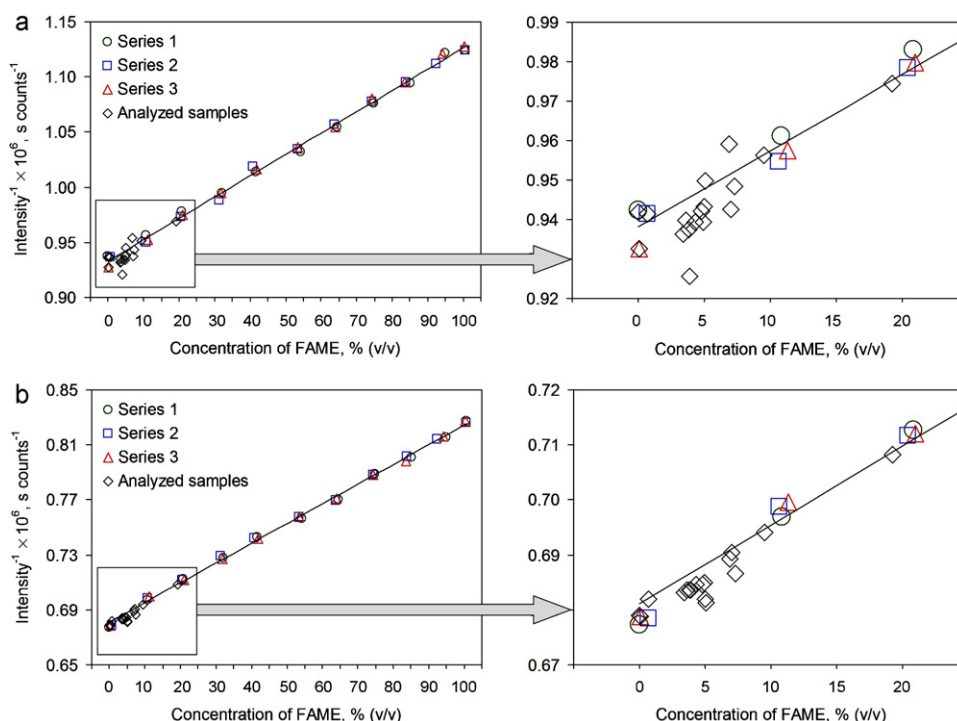 a
Intensity⁻¹ × 10⁶, s counts⁻¹
1.15
1.10
1.05
1.00
0.95
0.90
Series 1
Series 2
Series 3
Analyzed samples
0 10 20 30 40 50 60 70 80 90 100
Concentration of FAME, % (v/v)
0.99
0.98
0.97
0.96
0.95
0.94
0.93
0.92
0 5 10 15 20
Concentration of FAME, % (v/v)
b
Intensity⁻¹ × 10⁶, s counts⁻¹
0.85
0.81
0.77
0.73
0.69
0.65
Series 1
Series 2
Series 3
Analyzed samples
0 10 20 30 40 50 60 70 80 90 100
Concentration of FAME, % (v/v)
0.72
0.71
0.70
0.69
0.68
0.67
0 5 10 15 20
Concentration of FAME, % (v/v)